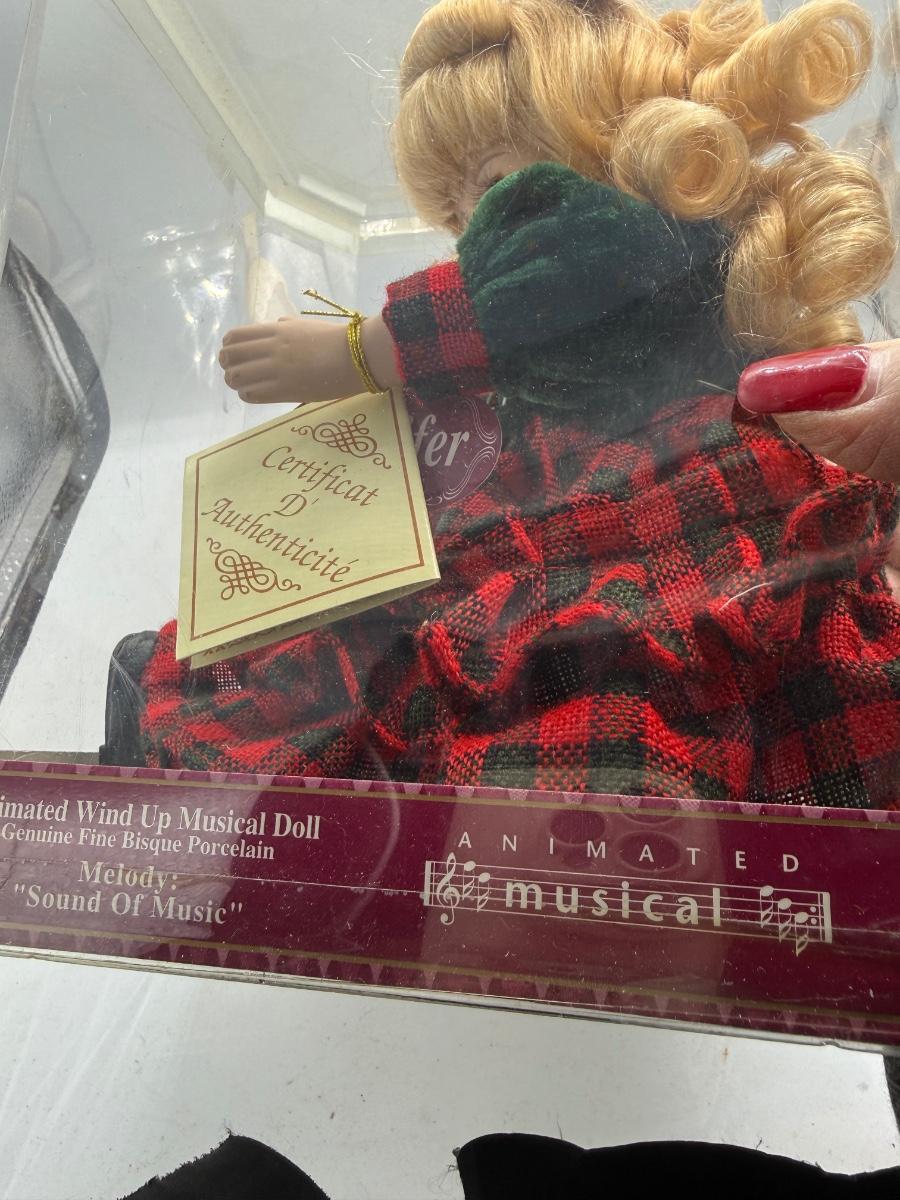 fer
Certificat
D'
Authenticité
imated Wind Up Musical Doll
Genuine Fine Bisque Porcelain
Melody:
"Sound Of Music"
ANIMATED
musical